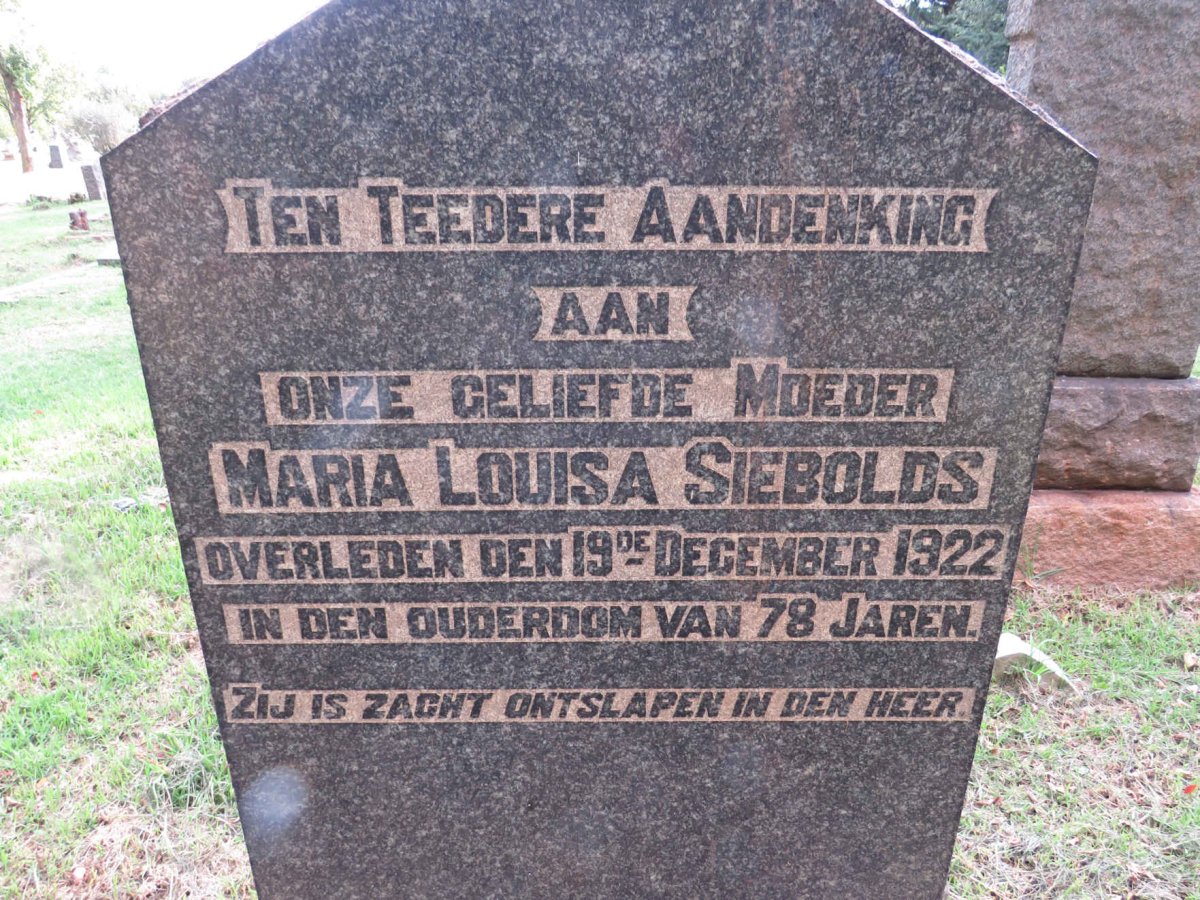 TEN TEEDERE AANDENKING
AAN
ONZE GELIEFDE MOEDER
MARIA LOUISA SIEBOLDS
OVERLEDEN DEN 19DE DECEMBER 1922
IN DEN OUDERDOM VAN 78 JAREN.
ZIJ IS ZACHT ONTSLAPEN IN DEN HEER.